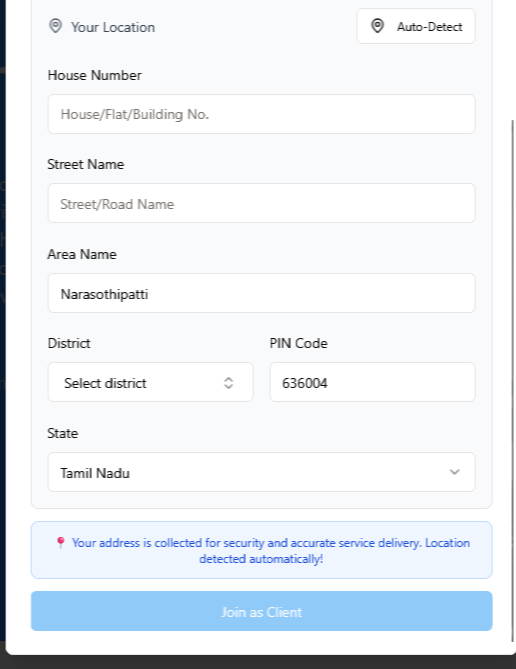 Your Location
Auto-Detect
House Number
House/Flat/Building No.
Street Name
Street/Road Name
Area Name
Narasothipatti
District
PIN Code
Select district
636004
State
Tamil Nadu
📍 Your address is collected for security and accurate service delivery. Location
detected automatically!
Join as Client